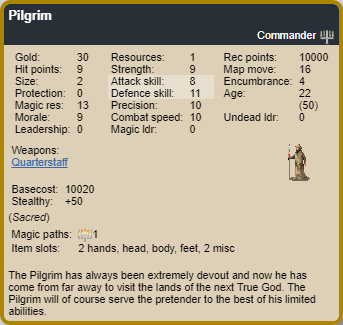 Pilgrim
Commander
Gold: 30 Resources: 1 Rec points: 10000
Hit points: 9 Strength: 9 Map move: 16
Size: 2 Attack skill: 8 Encumbrance: 4
Protection: 0 Defence skill: 11 Age: 22
Magic res: 13 Precision: 10 (50)
Morale: 9 Combat speed: 10 Undead ldr: 0
Leadership: 0 Magic ldr: 0
Weapons:
Quarterstaff
Basecost: 10020
Stealthy: +50
(Sacred)
Magic paths: 1
Item slots: 2 hands, head, body, feet, 2 misc
The Pilgrim has always been extremely devout and now he has
come from far away to visit the lands of the next True God. The
Pilgrim will of course serve the pretender to the best of his limited
abilities.